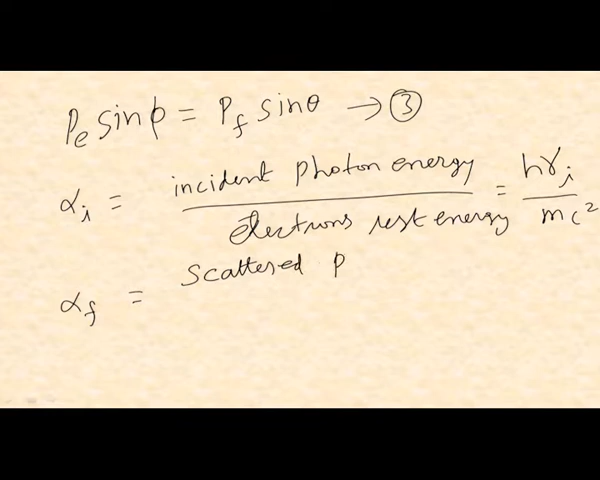 Pe sin φ = Pf sin θ → ③
αi = incident photon energy / electrons rest energy = hγi / mc²
αf = scattered p